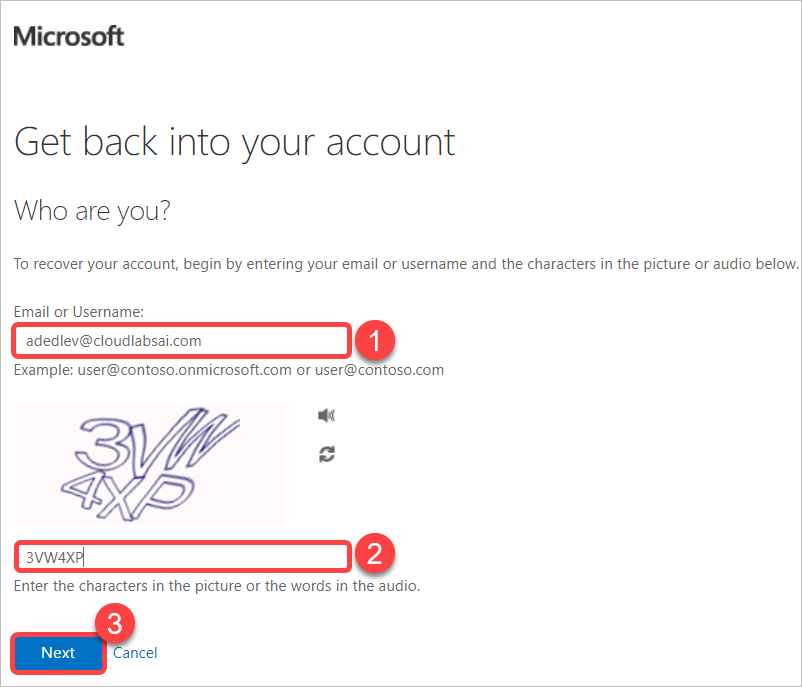 Microsoft
Get back into your account
Who are you?
To recover your account, begin by entering your email or username and the characters in the picture or audio below.
Email or Username:
adedlev@cloudlabsai.com
1
Example: user@contoso.onmicrosoft.com or user@contoso.com
3VW
4XP
3VW4XP
2
Enter the characters in the picture or the words in the audio.
3
Next
Cancel